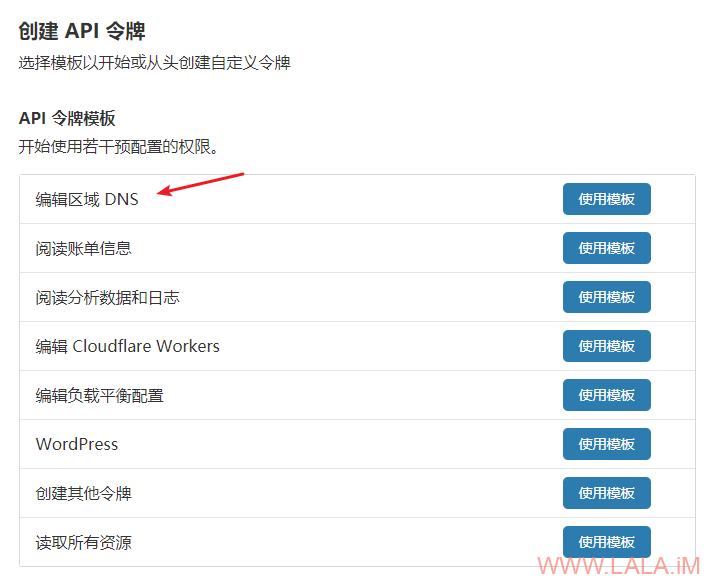 创建 API 令牌
选择模板以开始或从头创建自定义令牌
API 令牌模板
开始使用若干预配置的权限。
编辑区域 DNS 使用模板
阅读账单信息 使用模板
阅读分析数据和日志 使用模板
编辑 Cloudflare Workers 使用模板
编辑负载平衡配置 使用模板
WordPress 使用模板
创建其他令牌 使用模板
读取所有资源 使用模板
WWW.LALA.iM